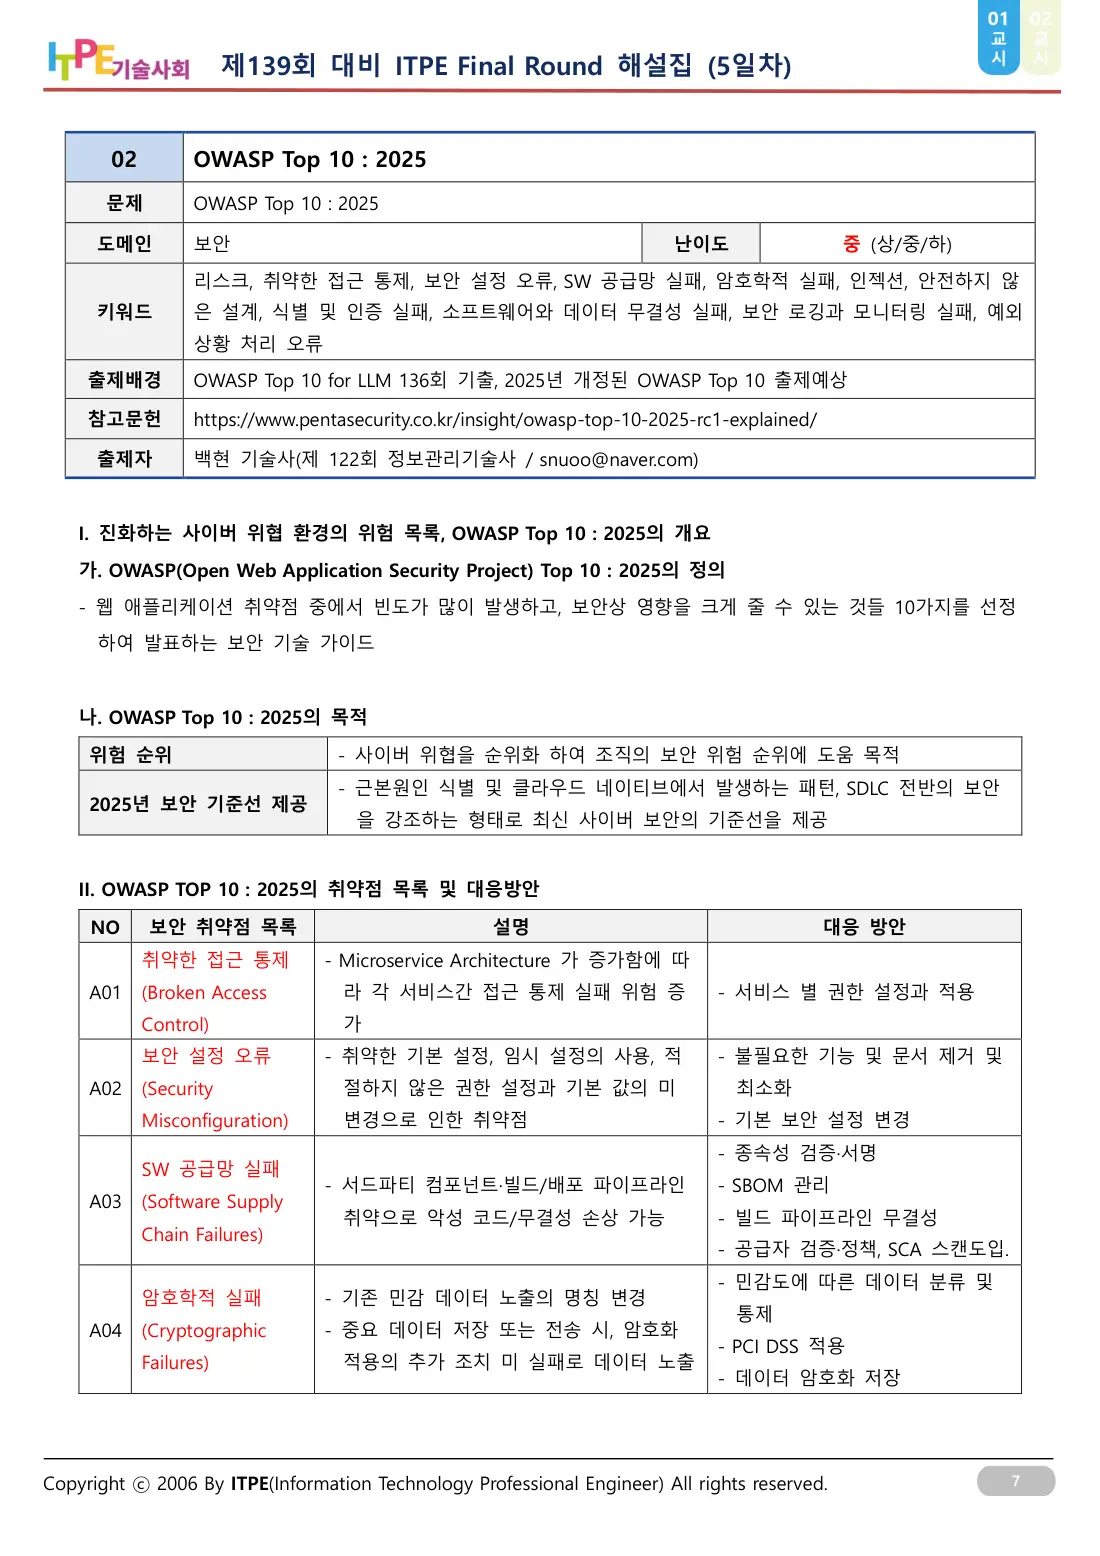 ITPE기술사회 제139회 대비 ITPE Final Round 해설집 (5일차)
01
교
시
02
교
시
02 OWASP Top 10 : 2025
문제 OWASP Top 10 : 2025
도메인 보안 난이도 중 (상/중/하)
키워드 리스크, 취약한 접근 통제, 보안 설정 오류, SW 공급망 실패, 암호학적 실패, 인젝션, 안전하지 않
은 설계, 식별 및 인증 실패, 소프트웨어와 데이터 무결성 실패, 보안 로깅과 모니터링 실패, 예외
상황 처리 오류
출제배경 OWASP Top 10 for LLM 136회 기출, 2025년 개정된 OWASP Top 10 출제예상
참고문헌 https://www.pentasecurity.co.kr/insight/owasp-top-10-2025-rc1-explained/
출제자 백현 기술사(제 122회 정보관리기술사 / snuoo@naver.com)
I. 진화하는 사이버 위협 환경의 위험 목록, OWASP Top 10 : 2025의 개요
가. OWASP(Open Web Application Security Project) Top 10 : 2025의 정의
- 웹 애플리케이션 취약점 중에서 빈도가 많이 발생하고, 보안상 영향을 크게 줄 수 있는 것들 10가지를 선정
하여 발표하는 보안 기술 가이드
나. OWASP Top 10 : 2025의 목적
위험 순위 - 사이버 위협을 순위화 하여 조직의 보안 위험 순위에 도움 목적
2025년 보안 기준선 제공 - 근본원인 식별 및 클라우드 네이티브에서 발생하는 패턴, SDLC 전반의 보안
을 강조하는 형태로 최신 사이버 보안의 기준선을 제공
II. OWASP TOP 10 : 2025의 취약점 목록 및 대응방안
NO 보안 취약점 목록 설명 대응 방안
A01
취약한 접근 통제
(Broken Access
Control)
- Microservice Architecture 가 증가함에 따
라 각 서비스간 접근 통제 실패 위험 증
가
- 서비스 별 권한 설정과 적용
A02
보안 설정 오류
(Security
Misconfiguration)
- 취약한 기본 설정, 임시 설정의 사용, 적
절하지 않은 권한 설정과 기본 값의 미
변경으로 인한 취약점
- 불필요한 기능 및 문서 제거 및
최소화
- 기본 보안 설정 변경
A03
SW 공급망 실패
(Software Supply
Chain Failures)
- 서드파티 컴포넌트·빌드/배포 파이프라인
취약으로 악성 코드/무결성 손상 가능
- 종속성 검증·서명
- SBOM 관리
- 빌드 파이프라인 무결성
- 공급자 검증·정책, SCA 스캔도입.
A04
암호학적 실패
(Cryptographic
Failures)
- 기존 민감 데이터 노출의 명칭 변경
- 중요 데이터 저장 또는 전송 시, 암호화
적용의 추가 조치 미 실패로 데이터 노출
- 민감도에 따른 데이터 분류 및
통제
- PCI DSS 적용
- 데이터 암호화 저장
Copyright ⓒ 2006 By ITPE(Information Technology Professional Engineer) All rights reserved.
7